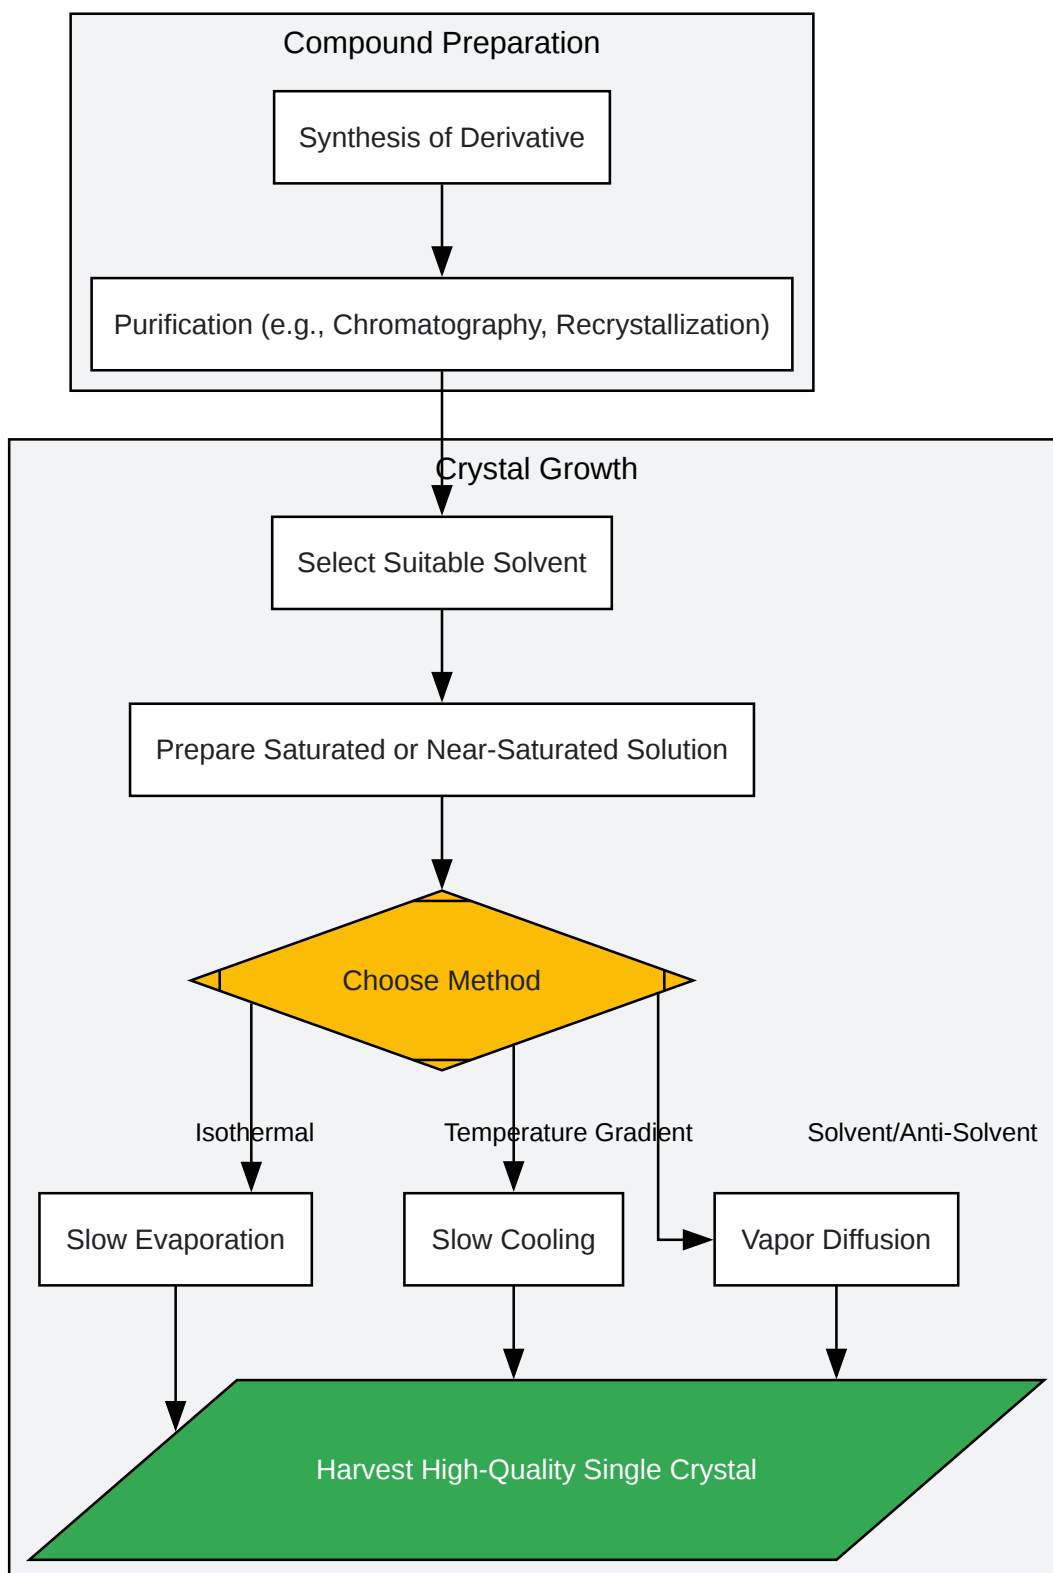 Compound Preparation
Synthesis of Derivative
Purification (e.g., Chromatography, Recrystallization)
Crystal Growth
Select Suitable Solvent
Prepare Saturated or Near-Saturated Solution
Choose Method
Isothermal
Temperature Gradient
Solvent/Anti-Solvent
Slow Evaporation
Slow Cooling
Vapor Diffusion
Harvest High-Quality Single Crystal